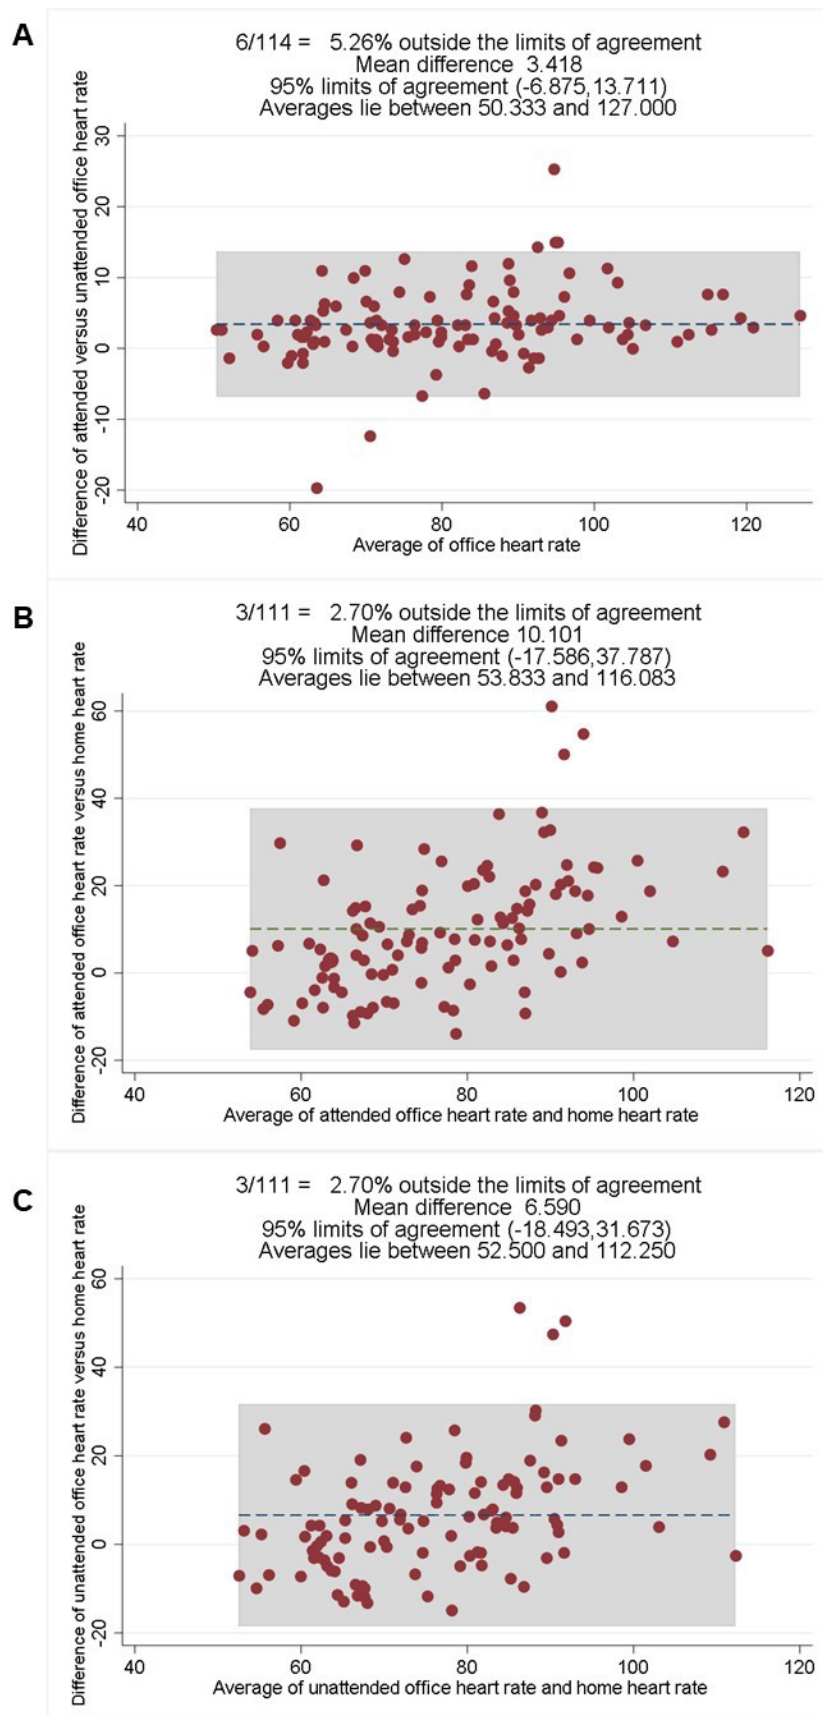 A
6/114 =   5.26% outside the limits of agreement
Mean difference  3.418
95% limits of agreement (-6.875,13.711)
Averages lie between 50.333 and 127.000
Difference of attended versus unattended office heart rate
30
20
10
0
-10
-20
40 60 80 100 120
Average of office heart rate
B
3/111 =   2.70% outside the limits of agreement
Mean difference 10.101
95% limits of agreement (-17.586,37.787)
Averages lie between 53.833 and 116.083
Difference of attended office heart rate versus home heart rate
60
40
20
0
-20
40 60 80 100 120
Average of attended office heart rate and home heart rate
C
3/111 =   2.70% outside the limits of agreement
Mean difference  6.590
95% limits of agreement (-18.493,31.673)
Averages lie between 52.500 and 112.250
Difference of unattended office heart rate versus home heart rate
60
40
20
0
-20
40 60 80 100 120
Average of unattended office heart rate and home heart rate